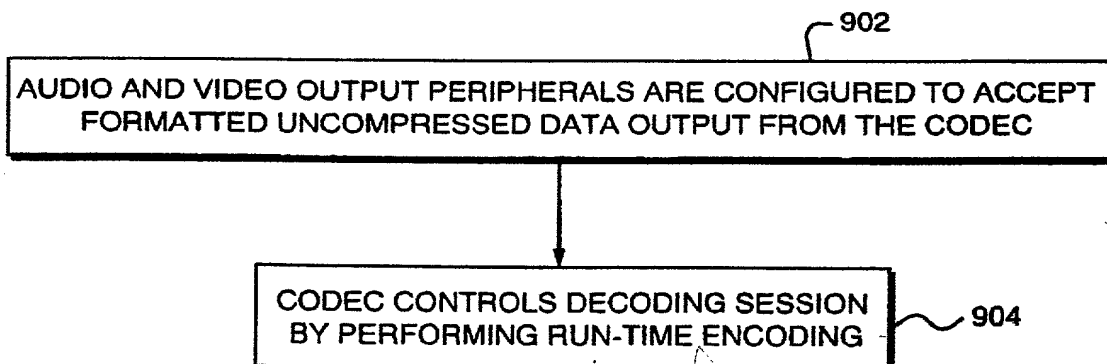 902
AUDIO AND VIDEO OUTPUT PERIPHERALS ARE CONFIGURED TO ACCEPT
FORMATTED UNCOMPRESSED DATA OUTPUT FROM THE CODEC
CODEC CONTROLS DECODING SESSION
BY PERFORMING RUN-TIME ENCODING
904